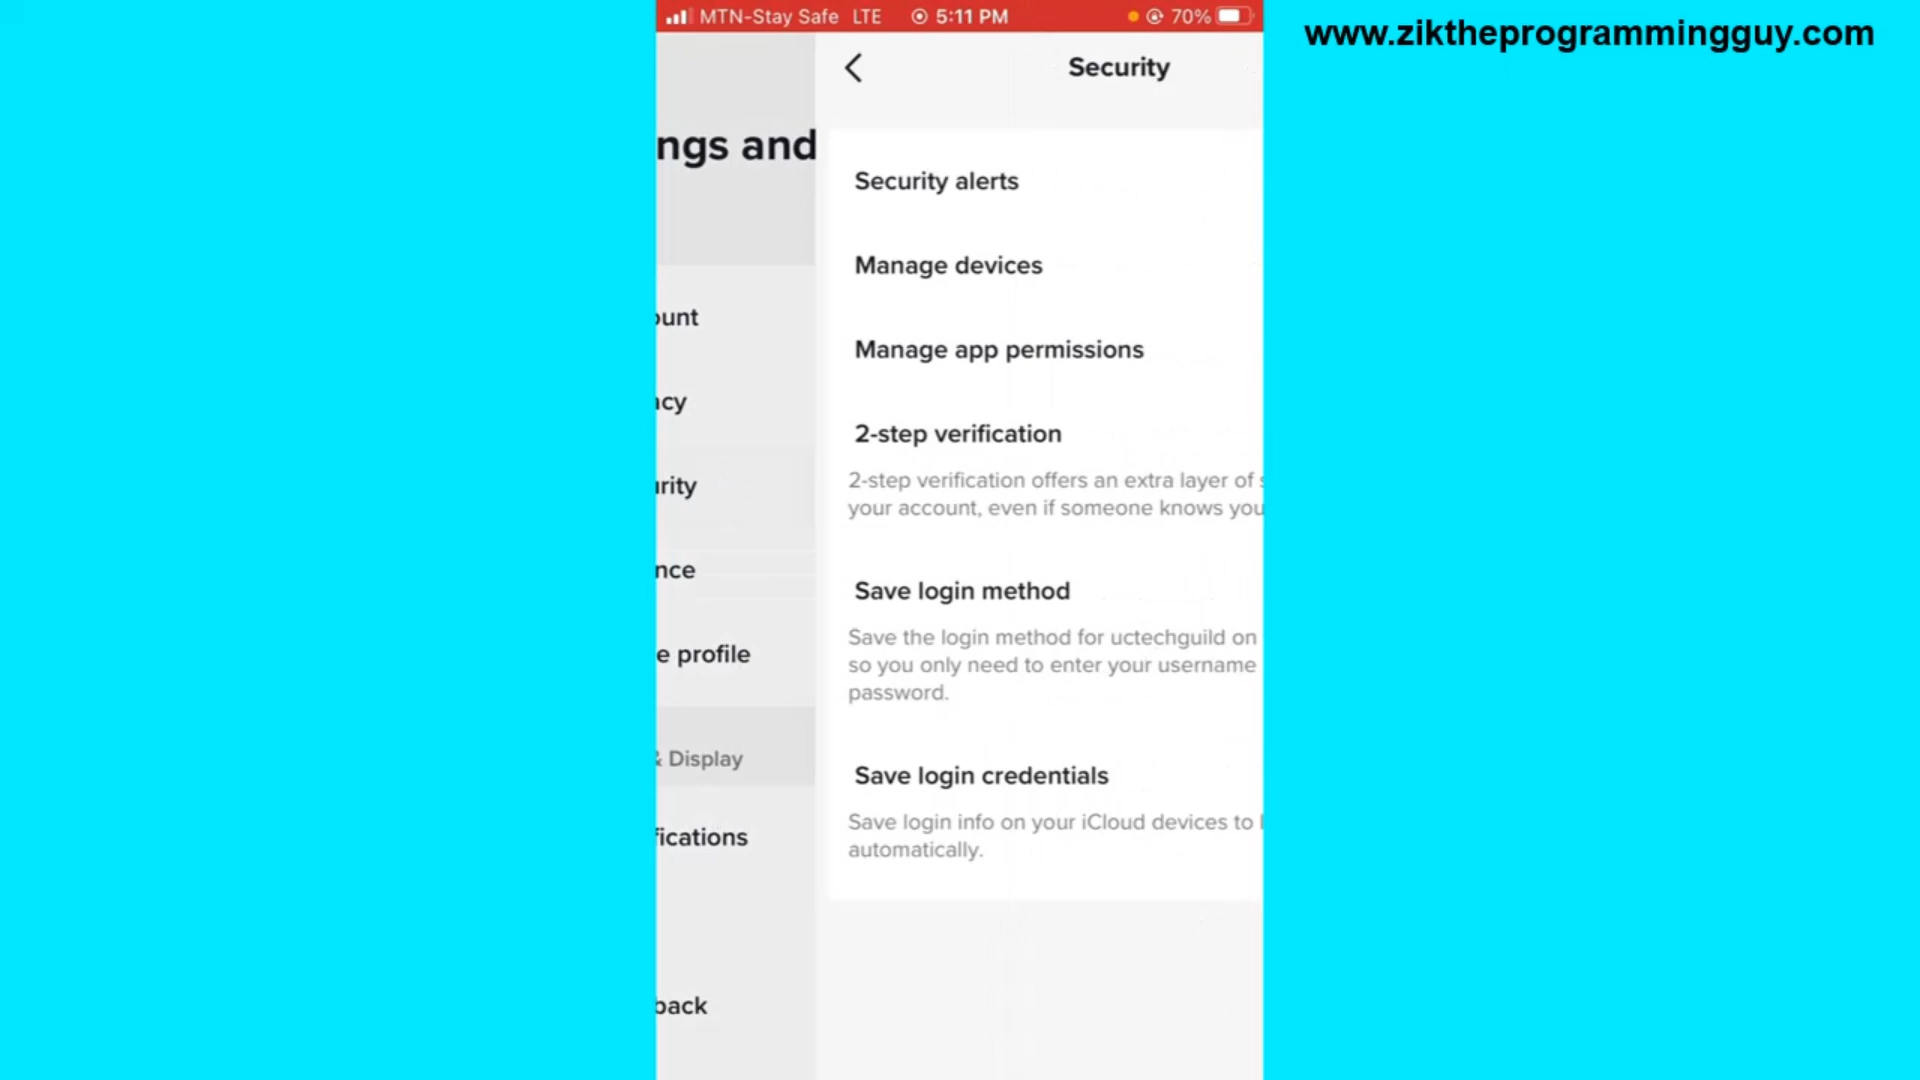 MTN-Stay Safe LTE 5:11 PM 70%
www.ziktheprogrammingguy.com
Security
ngs and
Security alerts
Manage devices
ount
Manage app permissions
acy
2-step verification
2-step verification offers an extra layer of
your account, even if someone knows you
urity
nce
Save login method
Save the login method for uctechguild on
so you only need to enter your username
password.
e profile
& Display
Save login credentials
Save login info on your iCloud devices to
automatically.
fications
back